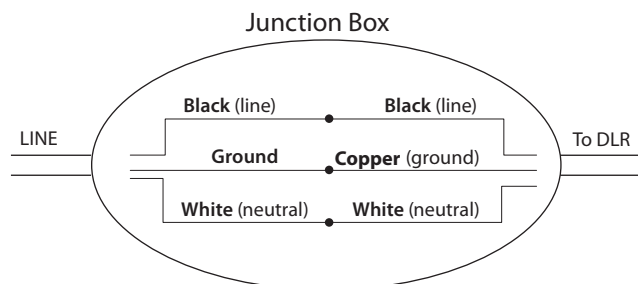 Junction Box
Black (line) Black (line)
LINE To DLR
Ground Copper (ground)
White (neutral) White (neutral)